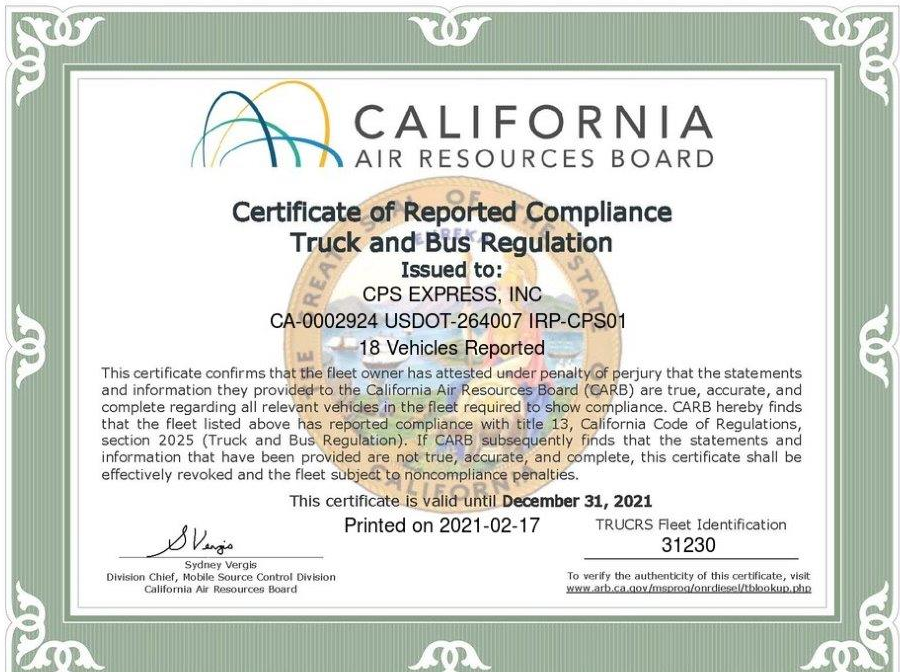 CALIFORNIA
AIR RESOURCES BOARD
Certificate of Reported Compliance
Truck and Bus Regulation
Issued to:
CPS EXPRESS, INC
CA-0002924 USDOT-264007 IRP-CPS01
18 Vehicles Reported
This certificate confirms that the fleet owner has attested under penalty of perjury that the statements
and information they provided to the California Air Resources Board (CARB) are true, accurate, and
complete regarding all relevant vehicles in the fleet required to show compliance. CARB hereby finds
that the fleet listed above has reported compliance with title 13, California Code of Regulations,
section 2025 (Truck and Bus Regulation). If CARB subsequently finds that the statements and
information that have been provided are not true, accurate, and complete, this certificate shall be
effectively revoked and the fleet subject to noncompliance penalties.
This certificate is valid until December 31, 2021
Printed on 2021-02-17
S Vergis
Sydney Vergis
Division Chief, Mobile Source Control Division
California Air Resources Board
TRUCRS Fleet Identification
31230
To verify the authenticity of this certificate, visit
www.arb.ca.gov/msprog/onrdiesel/tblookup.php
THE GREAT SEAL OF THE STATE OF CALIFORNIA
EUREKA